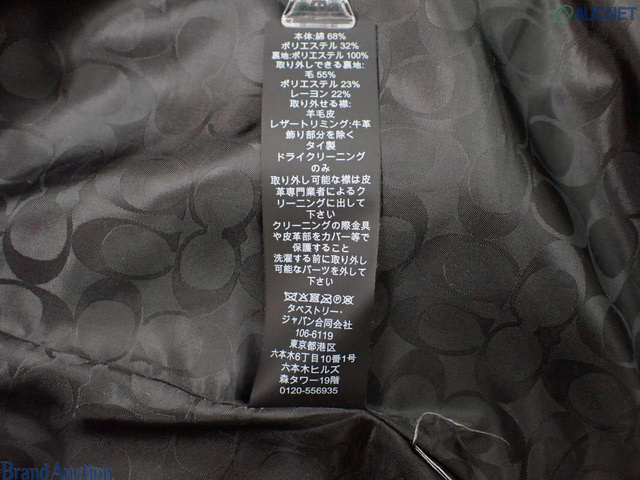 AUCNET
本体:綿 68%
ポリエステル 32%
裏地:ポリエステル 100%
取り外しできる裏地:
毛 55%
ポリエステル 23%
レーヨン 22%
取り外せる襟:
羊毛皮
レザートリミング:牛革
飾り部分を除く
タイ製
ドライクリーニング
のみ
取り外し可能な襟は皮
革専門業者によるク
リーニングに出して
下さい
クリーニングの際金具
や皮革部をカバー等で
保護すること
洗濯する前に取り外し
可能なパーツを外して
下さい
タペストリー・
ジャパン合同会社
106-6119
東京都港区
六本木6丁目10番1号
六本木ヒルズ
森タワー19階
0120-556935
Brand Auction